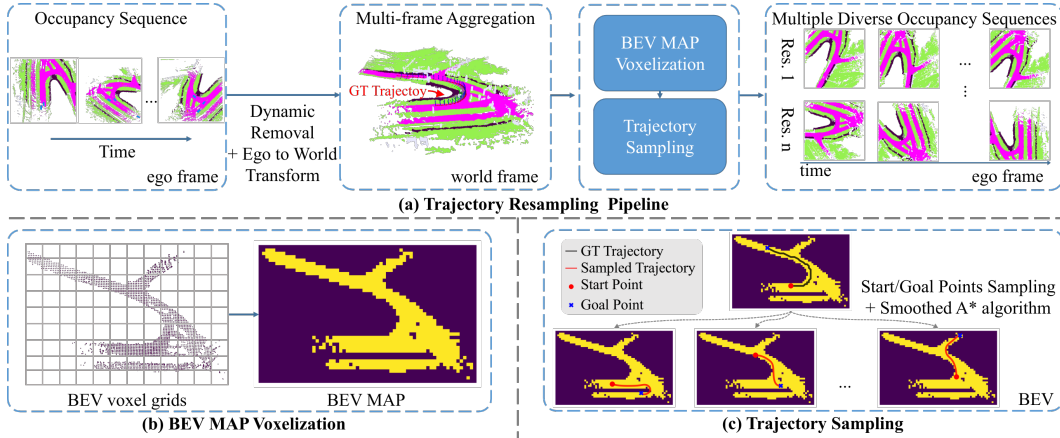 Occupancy Sequence
...
Time
ego frame
Dynamic
Removal
+ Ego to World
Transform
Multi-frame Aggregation
GT Trajectoy
world frame
BEV MAP
Voxelization
Trajectory
Sampling
Multiple Diverse Occupancy Sequences
Res. 1
...
...
Res. n
...
time
ego frame
(a) Trajectory Resampling Pipeline
BEV voxel grids
BEV MAP
(b) BEV MAP Voxelization
GT Trajectory
Sampled Trajectory
Start Point
Goal Point
Start/Goal Points Sampling
+ Smoothed A* algorithm
...
BEV
(c) Trajectory Sampling